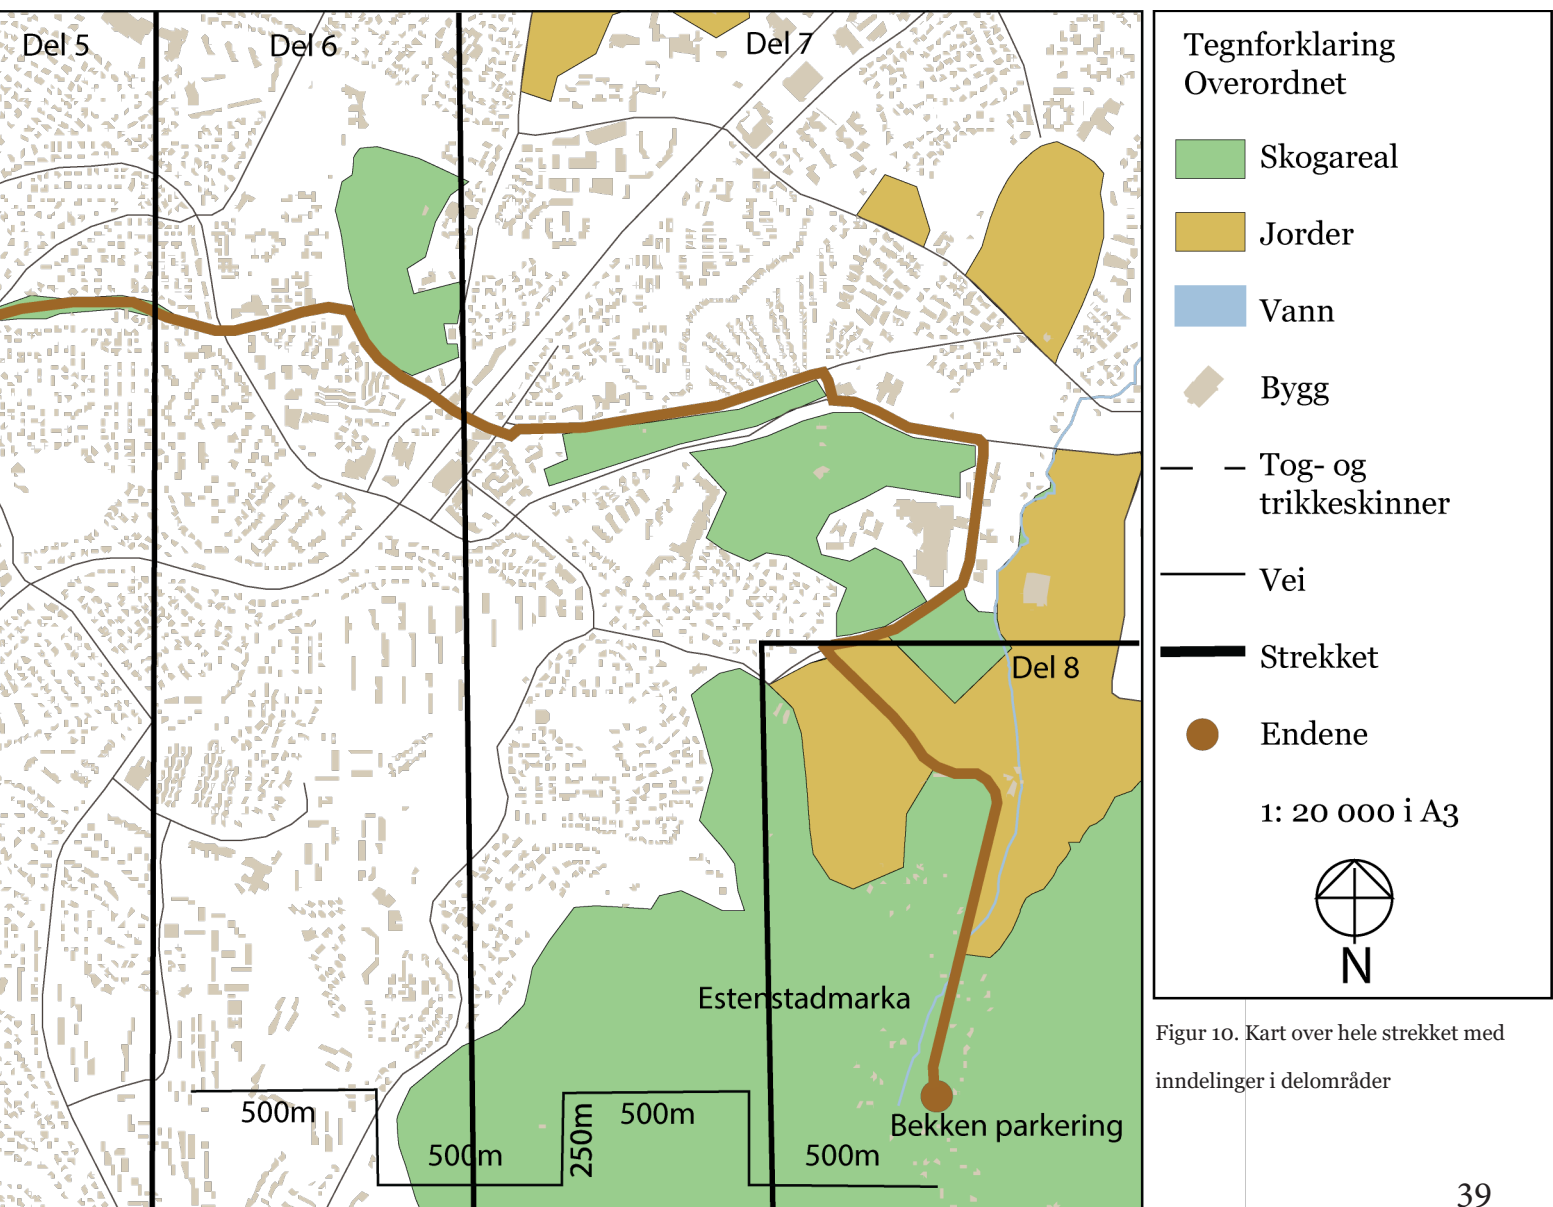 Del 5
Del 6
Del 7
Del 8
Estenstadmarka
Bekken parkering
500m
500m
250m
500m
500m
Tegnforklaring
Overordnet
Skogareal
Jorder
Vann
Bygg
Tog- og
trikkeskinner
Vei
Strekket
Endene
1: 20 000 i A3
N
Figur 10. Kart over hele strekket med
inndelinger i delområder
39